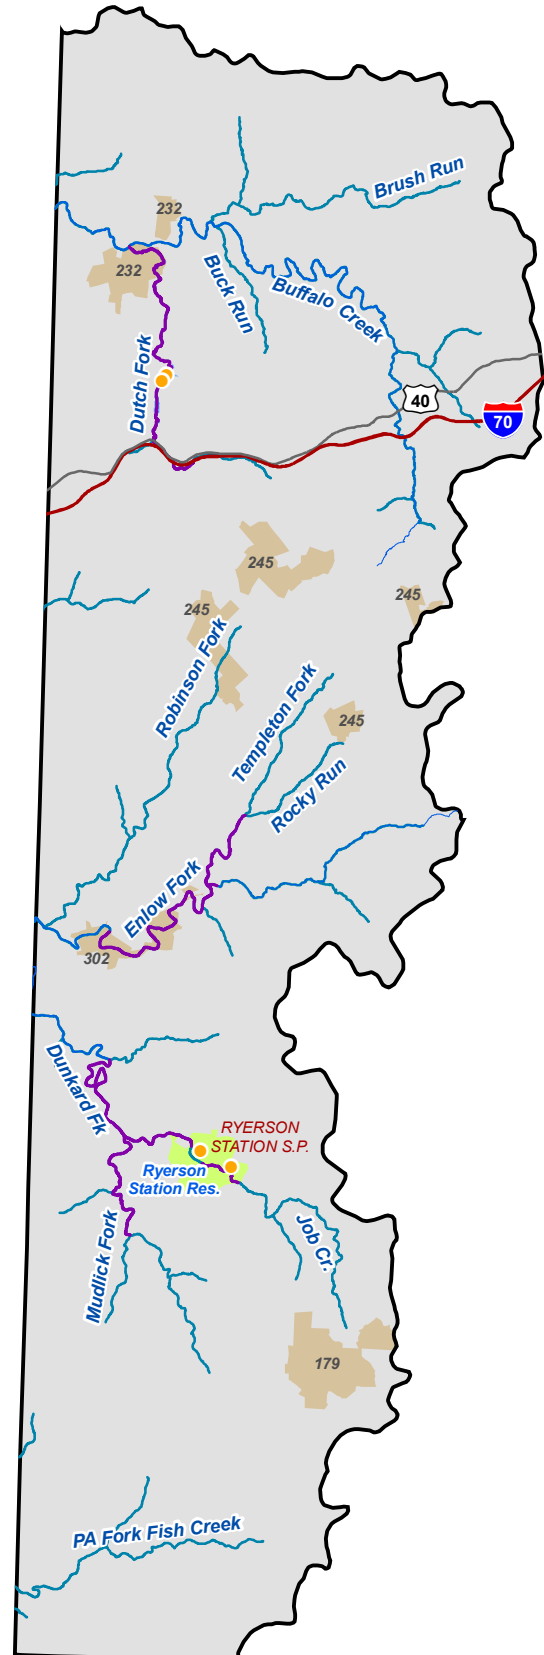 Brush Run
232
232
Buck Run
Buffalo Creek
Dutch Fork
40
70
245
245
245
Robinson Fork
Templeton Fork
245
Rocky Run
Enlow Fork
302
Dunkard Fk
RYERSON
STATION S.P.
Ryerson
Station Res.
Mudlick Fork
Job Cr.
179
PA Fork Fish Creek